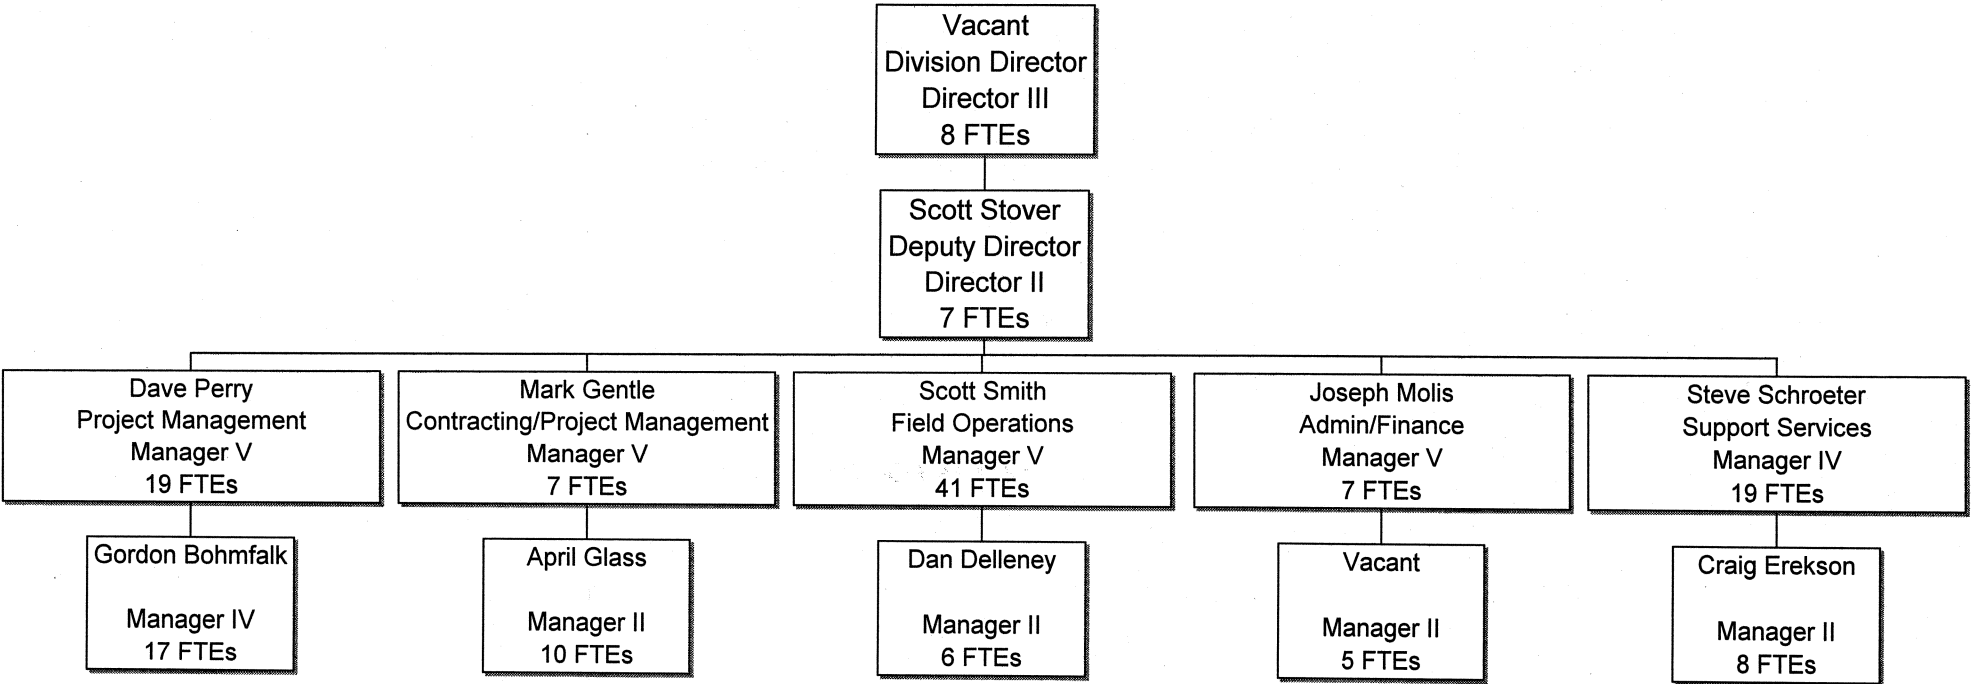 Vacant
Division Director
Director III
8 FTEs
Scott Stover
Deputy Director
Director II
7 FTEs
Dave Perry
Project Management
Manager V
19 FTEs
Mark Gentle
Contracting/Project Management
Manager V
7 FTEs
Scott Smith
Field Operations
Manager V
41 FTEs
Joseph Molis
Admin/Finance
Manager V
7 FTEs
Steve Schroeter
Support Services
Manager IV
19 FTEs
Gordon Bohmfalk
Manager IV
17 FTEs
April Glass
Manager II
10 FTEs
Dan Delleney
Manager II
6 FTEs
Vacant
Manager II
5 FTEs
Craig Erekson
Manager II
8 FTEs